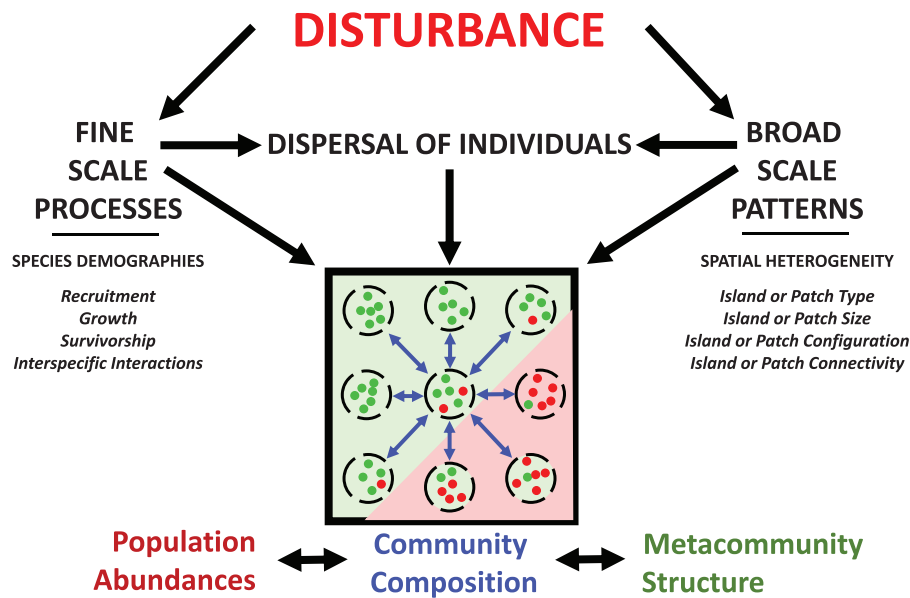 DISTURBANCE
FINE
SCALE
PROCESSES
DISPERSAL OF INDIVIDUALS
BROAD
SCALE
PATTERNS
SPECIES DEMOGRAPHIES
Recruitment
Growth
Survivorship
Interspecific Interactions
SPATIAL HETEROGENEITY
Island or Patch Type
Island or Patch Size
Island or Patch Configuration
Island or Patch Connectivity
Population
Abundances
Community
Composition
Metacommunity
Structure